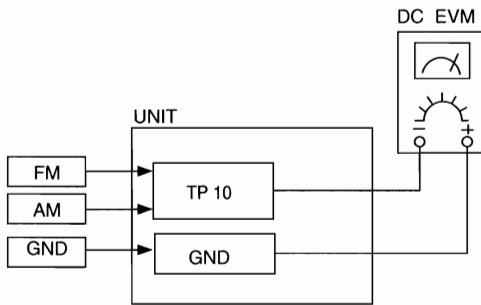 DC EVM
− +
UNIT
FM
AM
GND
TP 10
GND